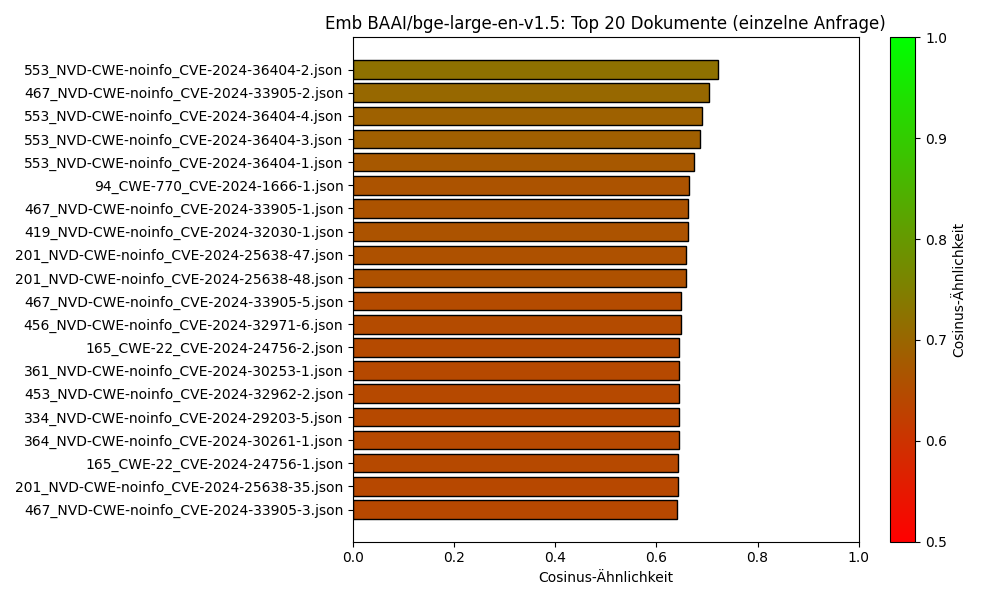 Emb BAAI/bge-large-en-v1.5: Top 20 Dokumente (einzelne Anfrage)
553_NVD-CWE-noinfo_CVE-2024-36404-2.json
467_NVD-CWE-noinfo_CVE-2024-33905-2.json
553_NVD-CWE-noinfo_CVE-2024-36404-4.json
553_NVD-CWE-noinfo_CVE-2024-36404-3.json
553_NVD-CWE-noinfo_CVE-2024-36404-1.json
94_CWE-770_CVE-2024-1666-1.json
467_NVD-CWE-noinfo_CVE-2024-33905-1.json
419_NVD-CWE-noinfo_CVE-2024-32030-1.json
201_NVD-CWE-noinfo_CVE-2024-25638-47.json
201_NVD-CWE-noinfo_CVE-2024-25638-48.json
467_NVD-CWE-noinfo_CVE-2024-33905-5.json
456_NVD-CWE-noinfo_CVE-2024-32971-6.json
165_CWE-22_CVE-2024-24756-2.json
361_NVD-CWE-noinfo_CVE-2024-30253-1.json
453_NVD-CWE-noinfo_CVE-2024-32962-2.json
334_NVD-CWE-noinfo_CVE-2024-29203-5.json
364_NVD-CWE-noinfo_CVE-2024-30261-1.json
165_CWE-22_CVE-2024-24756-1.json
201_NVD-CWE-noinfo_CVE-2024-25638-35.json
467_NVD-CWE-noinfo_CVE-2024-33905-3.json
0.0 0.2 0.4 0.6 0.8 1.0
Cosinus-Ähnlichkeit
1.0
0.9
0.8
0.7
0.6
0.5
Cosinus-Ähnlichkeit